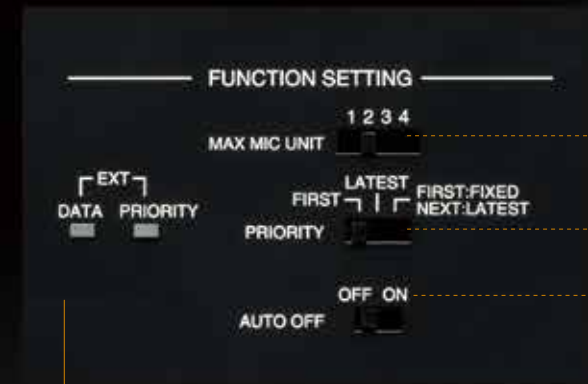 FUNCTION SETTING
1 2 3 4
MAX MIC UNIT
EXT
DATA PRIORITY
LATEST
FIRST
FIRST:FIXED
NEXT:LATEST
PRIORITY
OFF ON
AUTO OFF